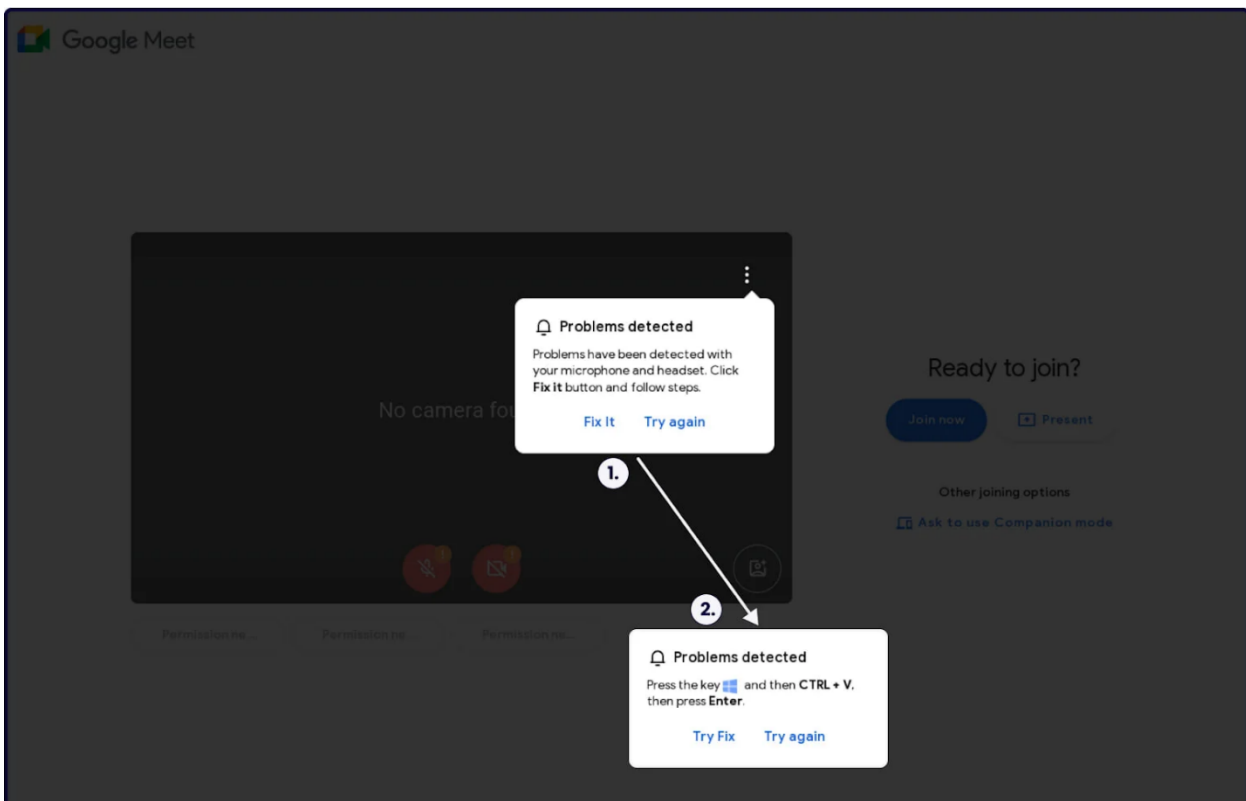 Google Meet
Problems detected
Problems have been detected with
your microphone and headset. Click
Fix it button and follow steps.
Fix It Try again
No camera fou
Ready to join?
Join now Present
Other joining options
Ask to use Companion mode
1.
2.
Permission ne... Permission ne... Permission ne...
Problems detected
Press the key and then CTRL + V,
then press Enter.
Try Fix Try again